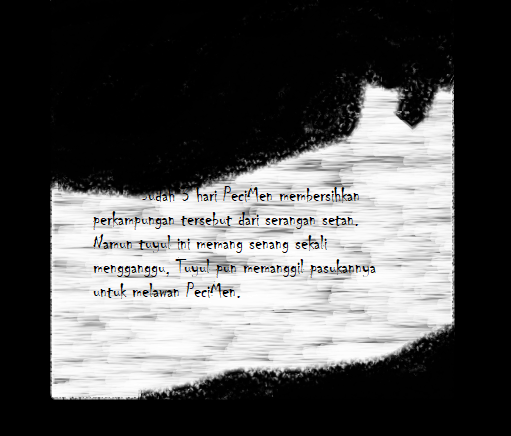 sudah 5 hari PeciMen membersihkan
perkampungan tersebut dari serangan setan.
Namun tuyul ini memang senang sekali
mengganggu. Tuyul pun memanggil pasukannya
untuk melawan PeciMen.